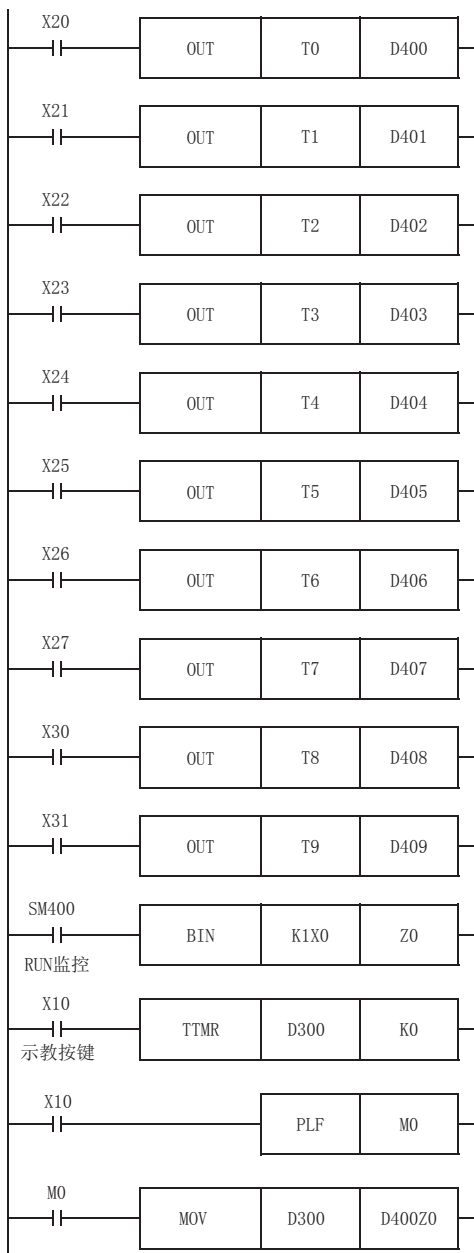 X20
OUT T0 D400
X21
OUT T1 D401
X22
OUT T2 D402
X23
OUT T3 D403
X24
OUT T4 D404
X25
OUT T5 D405
X26
OUT T6 D406
X27
OUT T7 D407
X30
OUT T8 D408
X31
OUT T9 D409
SM400
BIN K1X0 Z0
RUN监控
X10
TTMR D300 K0
示教按键
X10
PLF M0
M0
MOV D300 D400Z0